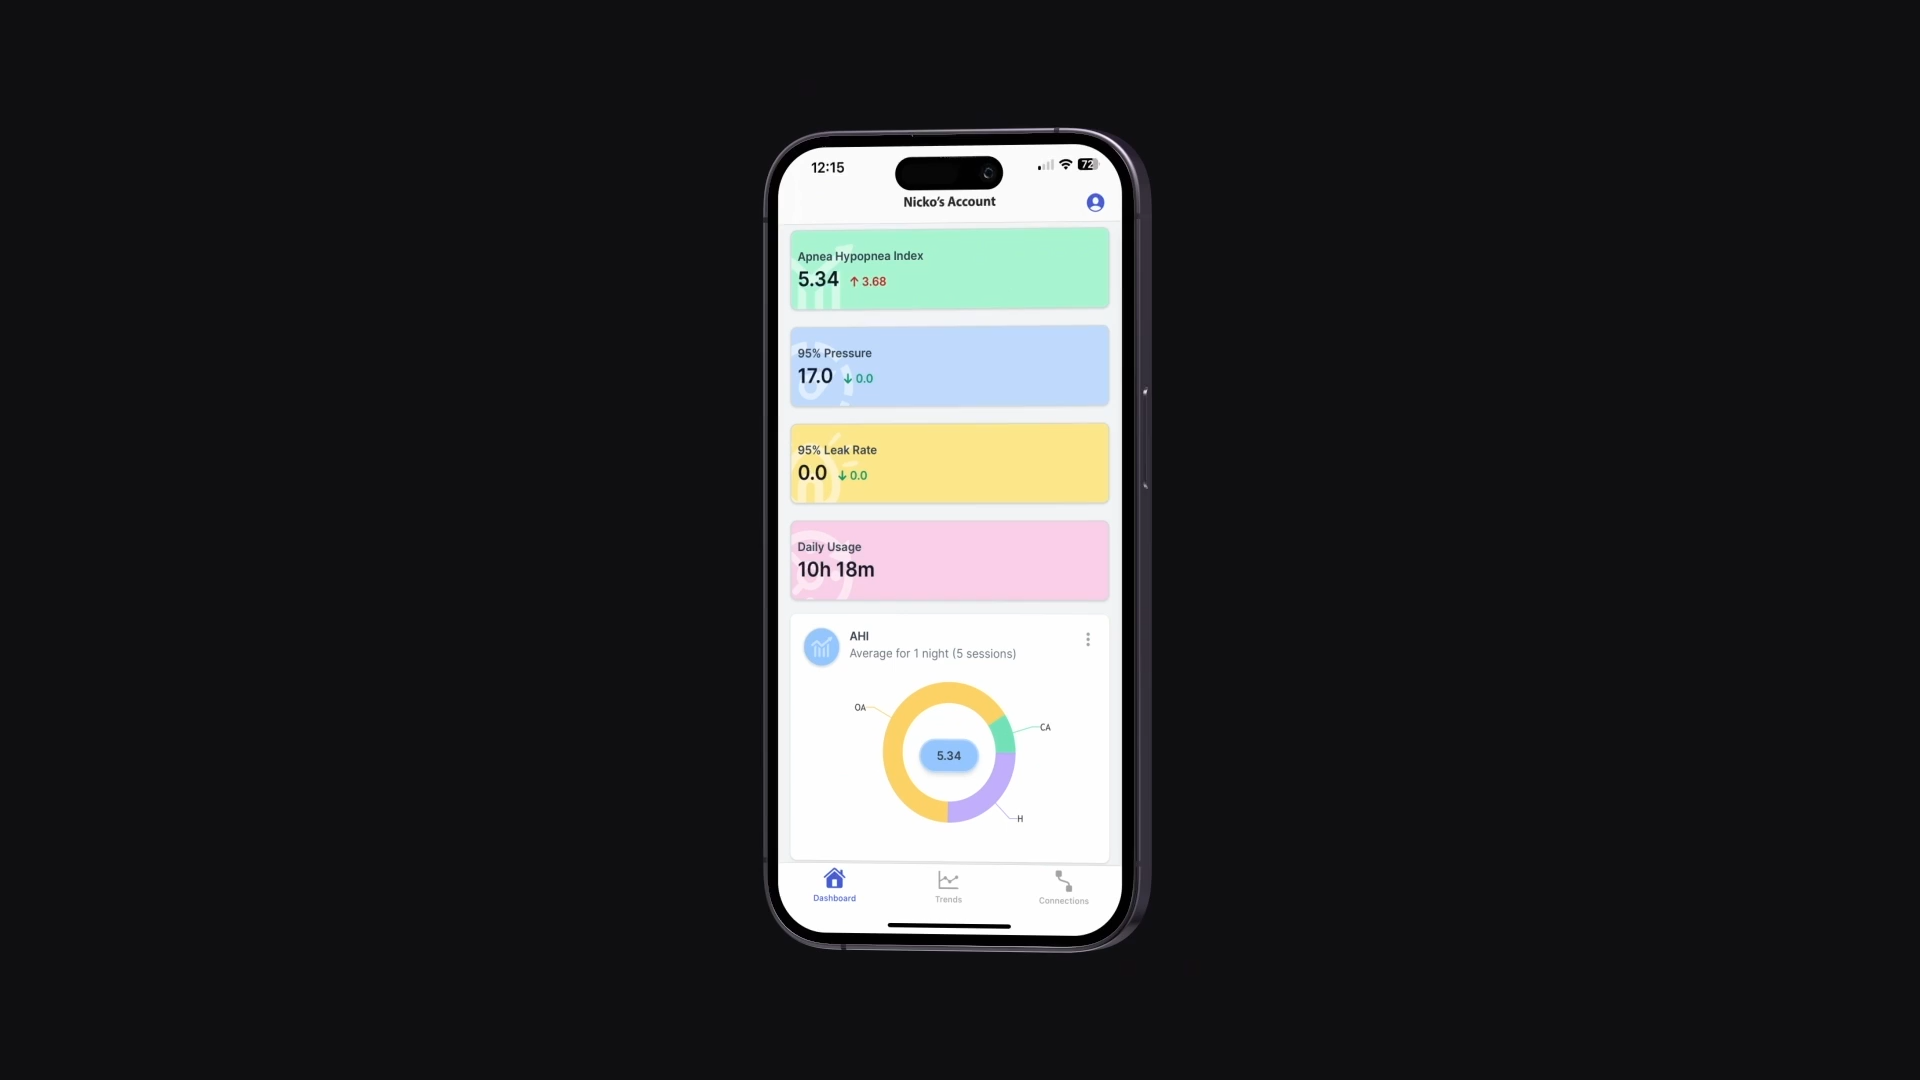 12:15
72
Nicko's Account
Apnea Hypopnea Index
5.34 ↑ 3.68
95% Pressure
17.0 ↓ 0.0
95% Leak Rate
0.0 ↓ 0.0
Daily Usage
10h 18m
AHI
Average for 1 night (5 sessions)
OA
CA
5.34
H
Dashboard
Trends
Connections